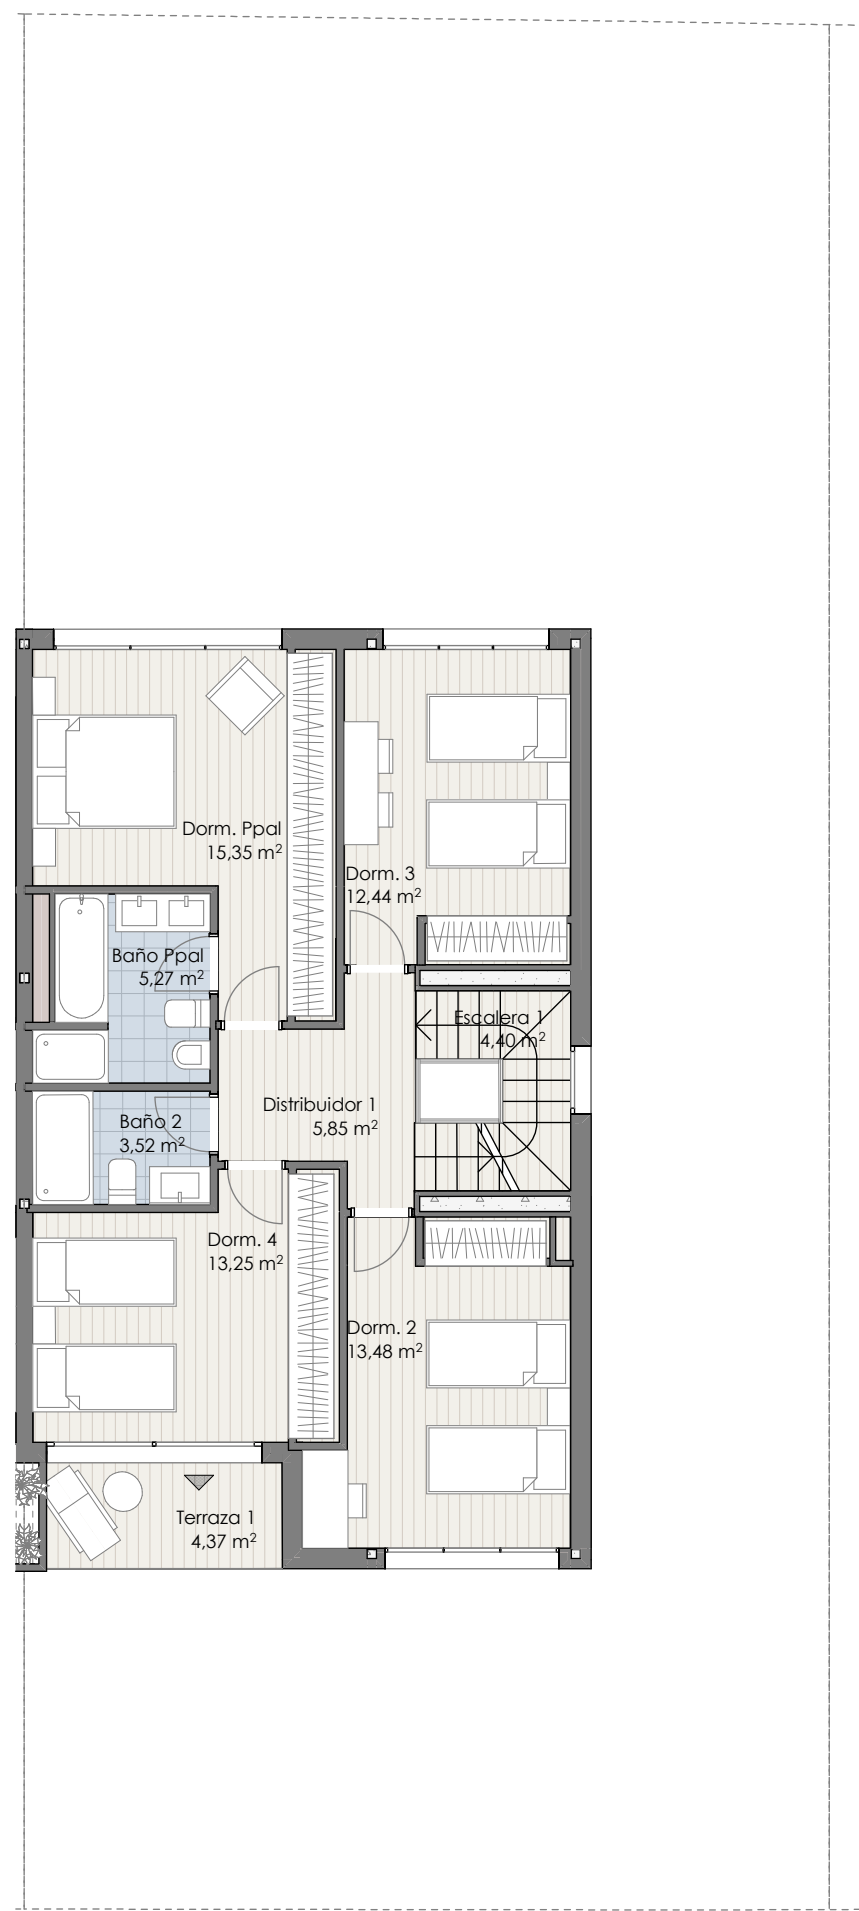 Dorm. Ppal
15,35 m²
Dorm. 3
12,44 m²
Baño Ppal
5,27 m²
Escalera 1
4,40 m²
Distribuidor 1
5,85 m²
Baño 2
3,52 m²
Dorm. 4
13,25 m²
Dorm. 2
13,48 m²
Terraza 1
4,37 m²